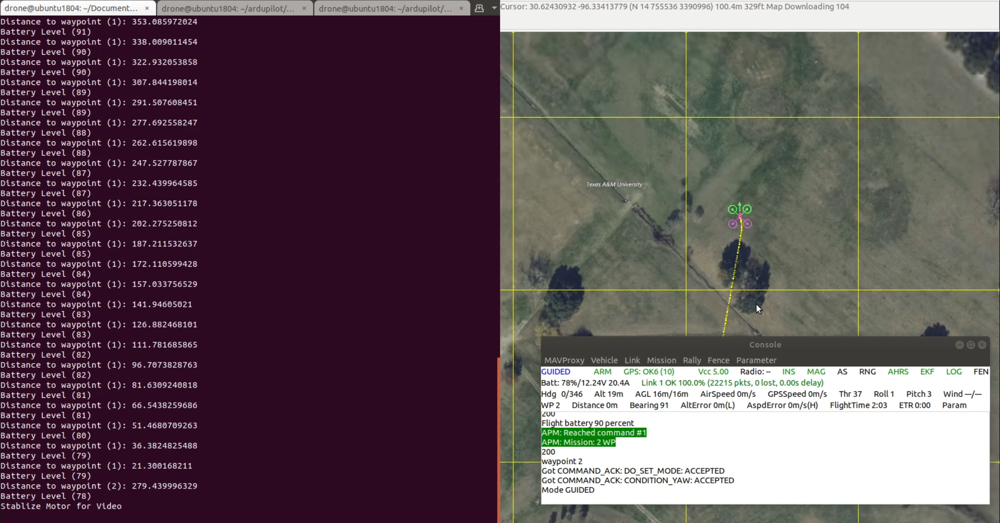 drone@ubuntu1804: ~/Document... × drone@ubuntu1804: ~/ardupilot/... × drone@ubuntu1804: ~/ardupilot/... ×
Distance to waypoint (1): 353.085972024
Battery Level (91)
Distance to waypoint (1): 338.009011454
Battery Level (90)
Distance to waypoint (1): 322.932053858
Battery Level (90)
Distance to waypoint (1): 307.844198014
Battery Level (89)
Distance to waypoint (1): 291.507608451
Battery Level (89)
Distance to waypoint (1): 277.692558247
Battery Level (88)
Distance to waypoint (1): 262.615619898
Battery Level (88)
Distance to waypoint (1): 247.527787867
Battery Level (87)
Distance to waypoint (1): 232.439964585
Battery Level (87)
Distance to waypoint (1): 217.363051178
Battery Level (86)
Distance to waypoint (1): 202.275250812
Battery Level (85)
Distance to waypoint (1): 187.211532637
Battery Level (85)
Distance to waypoint (1): 172.110599428
Battery Level (84)
Distance to waypoint (1): 157.033756529
Battery Level (84)
Distance to waypoint (1): 141.94605021
Battery Level (83)
Distance to waypoint (1): 126.882468101
Battery Level (83)
Distance to waypoint (1): 111.781685865
Battery Level (82)
Distance to waypoint (1): 96.7073828763
Battery Level (82)
Distance to waypoint (1): 81.6309240818
Battery Level (81)
Distance to waypoint (1): 66.5438259686
Battery Level (81)
Distance to waypoint (1): 51.4680709263
Battery Level (80)
Distance to waypoint (1): 36.3824825488
Battery Level (79)
Distance to waypoint (1): 21.300168211
Battery Level (79)
Distance to waypoint (2): 279.439996329
Battery Level (78)
Stablize Motor for Video
Cursor: 30.62430932 -96.33413779 (N 14 755536 3390996) 100.4m 329ft Map Downloading 104
Texas A&M University
Console
MAVProxy Vehicle Link Mission Rally Fence Parameter
GUIDED ARM GPS: OK6 (10) Vcc 5.00 Radio: -- INS MAG AS RNG AHRS EKF LOG FEN
Batt: 78%/12.24V 20.4A Link 1 OK 100.0% (22215 pkts, 0 lost, 0.00s delay)
Hdg 0/346 Alt 19m AGL 16m/16m AirSpeed 0m/s GPSSpeed 0m/s Thr 37 Roll 1 Pitch 3 Wind ---/---
WP 2 Distance 0m Bearing 91 AltError 0m(L) AspdError 0m/s(H) FlightTime 2:03 ETR 0:00 Param
200
Flight battery 90 percent
APM: Reached command #1
APM: Mission: 2 WP
200
waypoint 2
Got COMMAND_ACK: DO_SET_MODE: ACCEPTED
Got COMMAND_ACK: CONDITION_YAW: ACCEPTED
Mode GUIDED